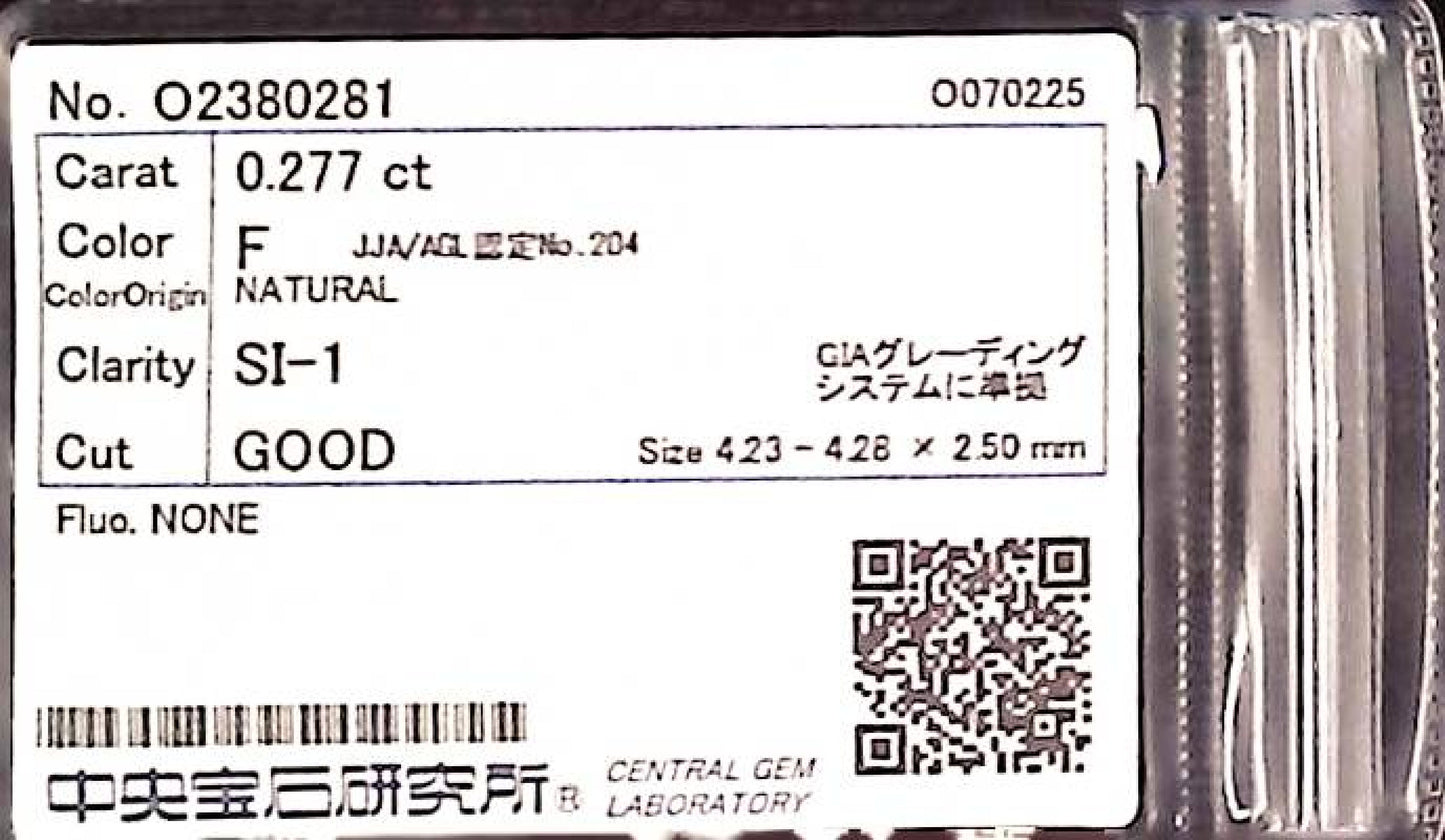 No. O2380281 O070225
Carat 0.277 ct
Color F JJA/AGL認定No.204
ColorOrigin NATURAL
Clarity SI-1 GIAグレーディング
システムに準拠
Cut GOOD Size 4.23 - 4.28 × 2.50 mm
Fluo. NONE
中央宝石研究所® CENTRAL GEM
LABORATORY